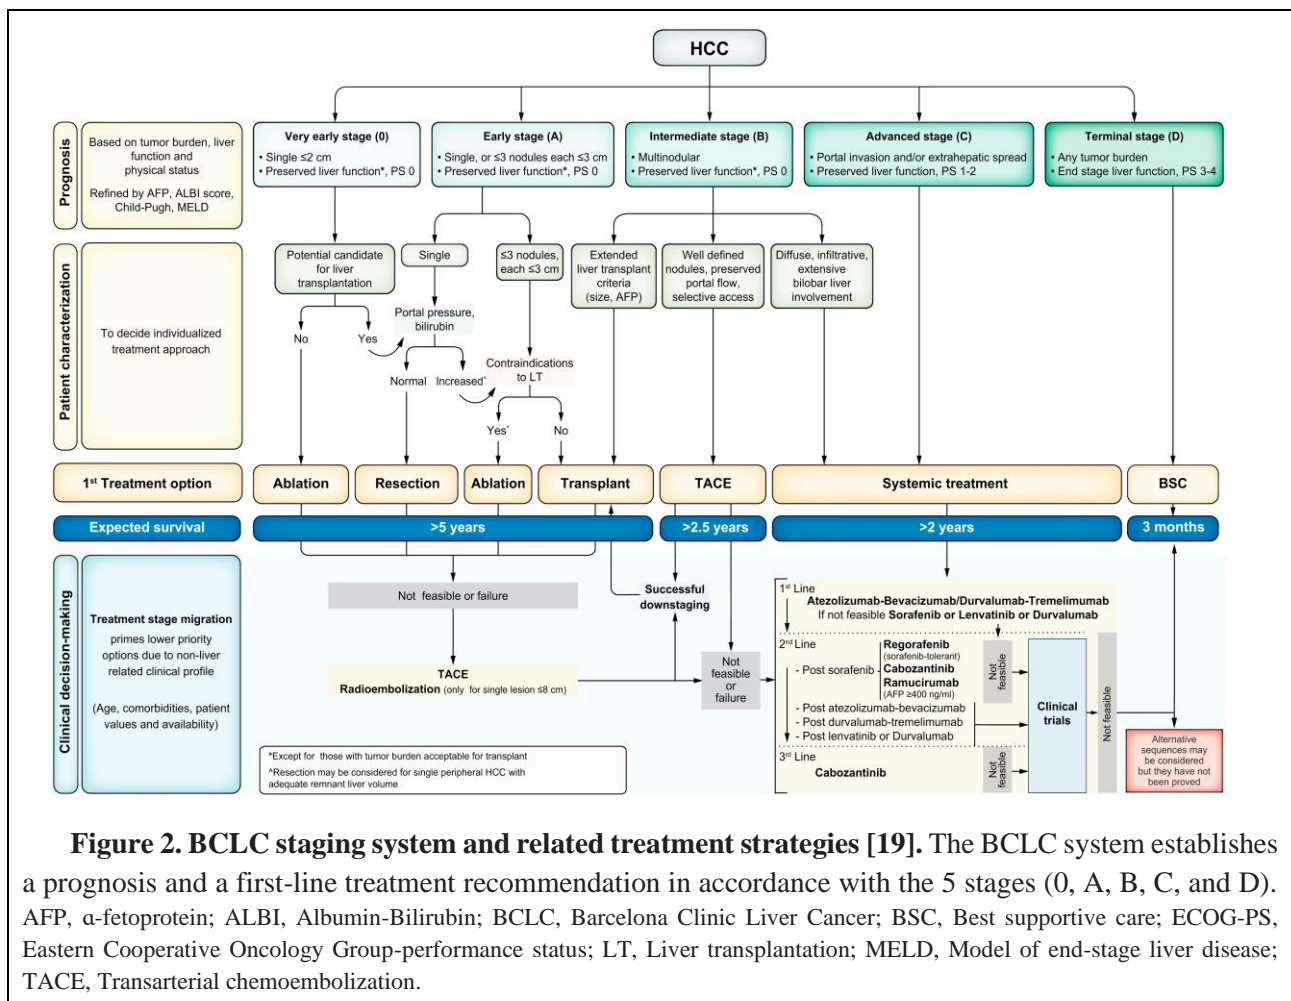 HCC
Prognosis
Based on tumor burden, liver
function and
physical status
Refined by AFP, ALBI score,
Child-Pugh, MELD
Very early stage (0)
• Single ≤2 cm
• Preserved liver function*, PS 0
Early stage (A)
• Single, or ≤3 nodules each ≤3 cm
• Preserved liver function*, PS 0
Intermediate stage (B)
• Multinodular
• Preserved liver function*, PS 0
Advanced stage (C)
• Portal invasion and/or extrahepatic spread
• Preserved liver function, PS 1-2
Terminal stage (D)
• Any tumor burden
• End stage liver function, PS 3-4
Patient characterization
To decide individualized
treatment approach
Potential candidate
for liver
transplantation
Single
≤3 nodules,
each ≤3 cm
Extended
liver transplant
criteria
(size, AFP)
Well defined
nodules, preserved
portal flow,
selective access
Diffuse, infiltrative,
extensive
bilobar liver
involvement
No
Yes
Portal pressure,
bilirubin
Normal
Increased^
Contraindications
to LT
Yes^
No
1st Treatment option
Ablation
Resection
Ablation
Transplant
TACE
Systemic treatment
BSC
Expected survival
>5 years
>2.5 years
>2 years
3 months
Clinical decision-making
Treatment stage migration
primes lower priority
options due to non-liver
related clinical profile
(Age, comorbidities, patient
values and availability)
Not feasible or failure
TACE
Radioembolization (only for single lesion ≤8 cm)
Successful
downstaging
Not
feasible
or
failure
1st Line
Atezolizumab-Bevacizumab/Durvalumab-Tremelimumab
If not feasible Sorafenib or Lenvatinib or Durvalumab
2nd Line
- Post sorafenib
Regorafenib
(sorafenib-tolerant)
Cabozantinib
Ramucirumab
(AFP ≥400 ng/ml)
- Post atezolizumab-bevacizumab
- Post durvalumab-tremelimumab
- Post lenvatinib or Durvalumab
3rd Line
Cabozantinib
Not
feasible
Not
feasible
Clinical
trials
Not feasible
Alternative
sequences may
be considered
but they have not
been proved
*Except for those with tumor burden acceptable for transplant
^Resection may be considered for single peripheral HCC with
adequate remnant liver volume
Figure 2. BCLC staging system and related treatment strategies [19]. The BCLC system establishes
a prognosis and a first-line treatment recommendation in accordance with the 5 stages (0, A, B, C, and D).
AFP, α-fetoprotein; ALBI, Albumin-Bilirubin; BCLC, Barcelona Clinic Liver Cancer; BSC, Best supportive care; ECOG-PS,
Eastern Cooperative Oncology Group-performance status; LT, Liver transplantation; MELD, Model of end-stage liver disease;
TACE, Transarterial chemoembolization.